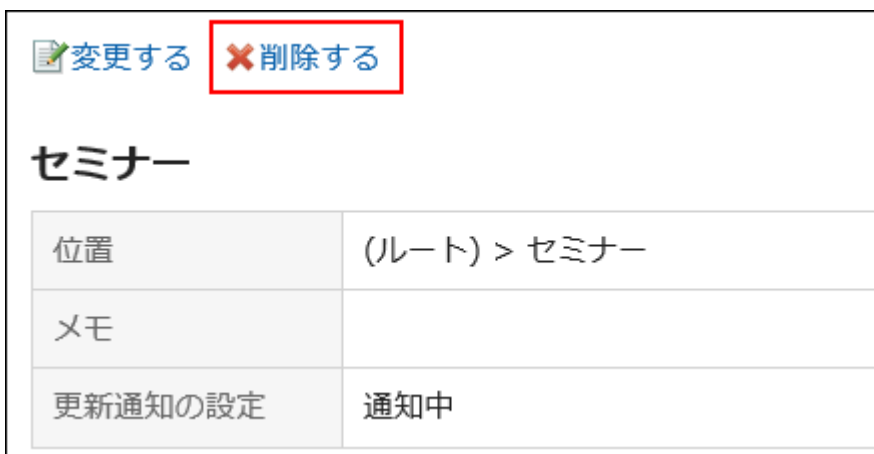 変更する 削除する
セミナー
位置 (ルート) > セミナー
メモ
更新通知の設定 通知中